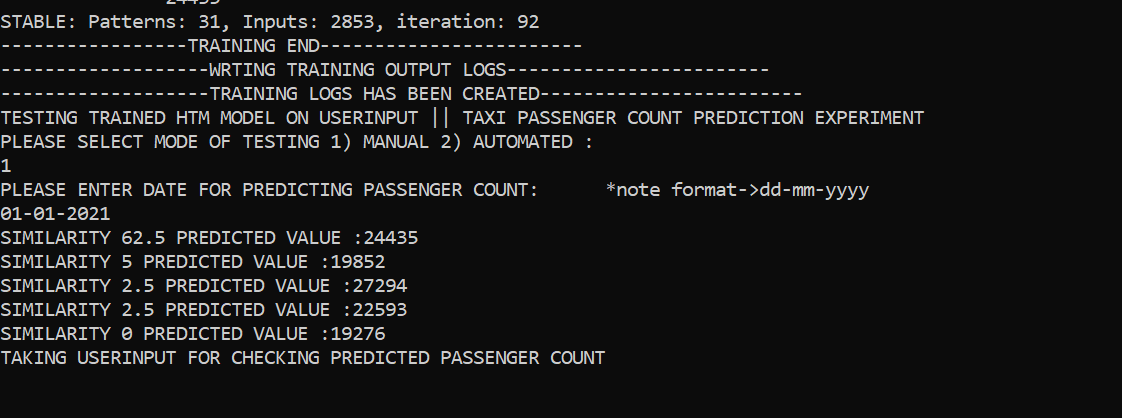 24435
STABLE: Patterns: 31, Inputs: 2853, iteration: 92
-----------------TRAINING END------------------------
-------------------WRTING TRAINING OUTPUT LOGS------------------------
-------------------TRAINING LOGS HAS BEEN CREATED------------------------
TESTING TRAINED HTM MODEL ON USERINPUT || TAXI PASSENGER COUNT PREDICTION EXPERIMENT
PLEASE SELECT MODE OF TESTING 1) MANUAL 2) AUTOMATED :
1
PLEASE ENTER DATE FOR PREDICTING PASSENGER COUNT:      *note format->dd-mm-yyyy
01-01-2021
SIMILARITY 62.5 PREDICTED VALUE :24435
SIMILARITY 5 PREDICTED VALUE :19852
SIMILARITY 2.5 PREDICTED VALUE :27294
SIMILARITY 2.5 PREDICTED VALUE :22593
SIMILARITY 0 PREDICTED VALUE :19276
TAKING USERINPUT FOR CHECKING PREDICTED PASSENGER COUNT